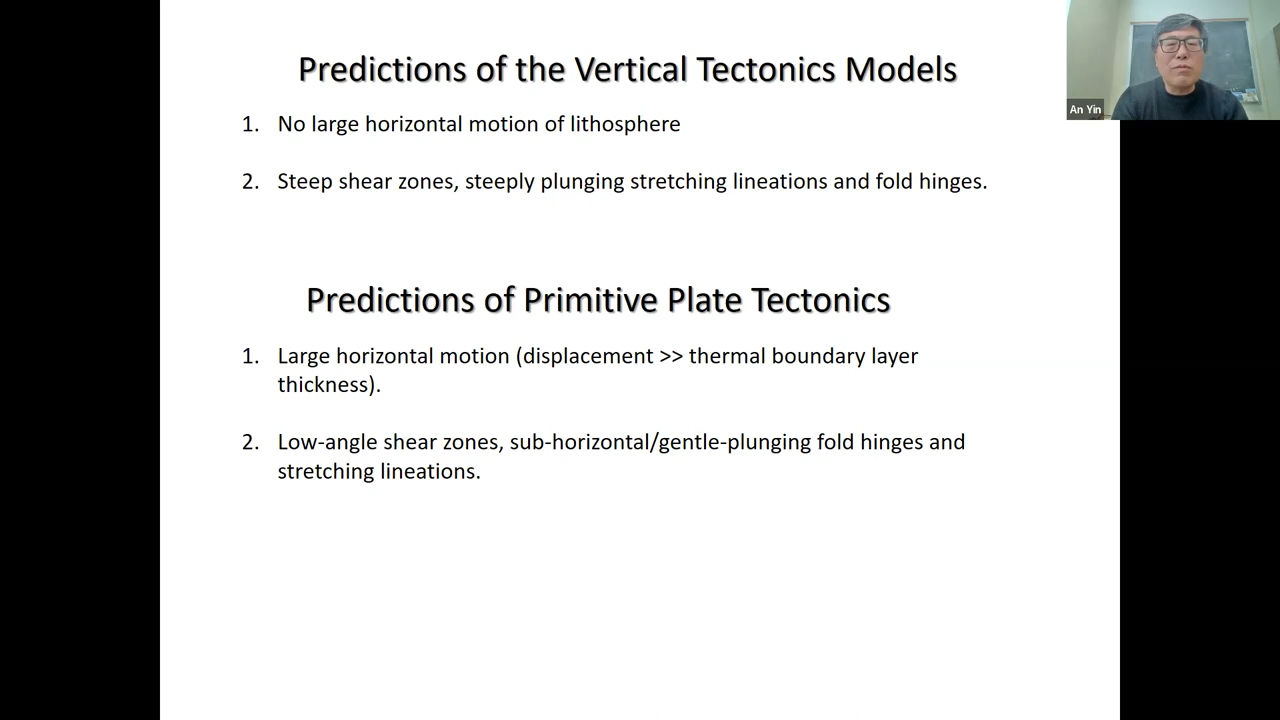 Predictions of the Vertical Tectonics Models
An Yin
1. No large horizontal motion of lithosphere
2. Steep shear zones, steeply plunging stretching lineations and fold hinges.
Predictions of Primitive Plate Tectonics
1. Large horizontal motion (displacement >> thermal boundary layer
thickness).
2. Low-angle shear zones, sub-horizontal/gentle-plunging fold hinges and
stretching lineations.